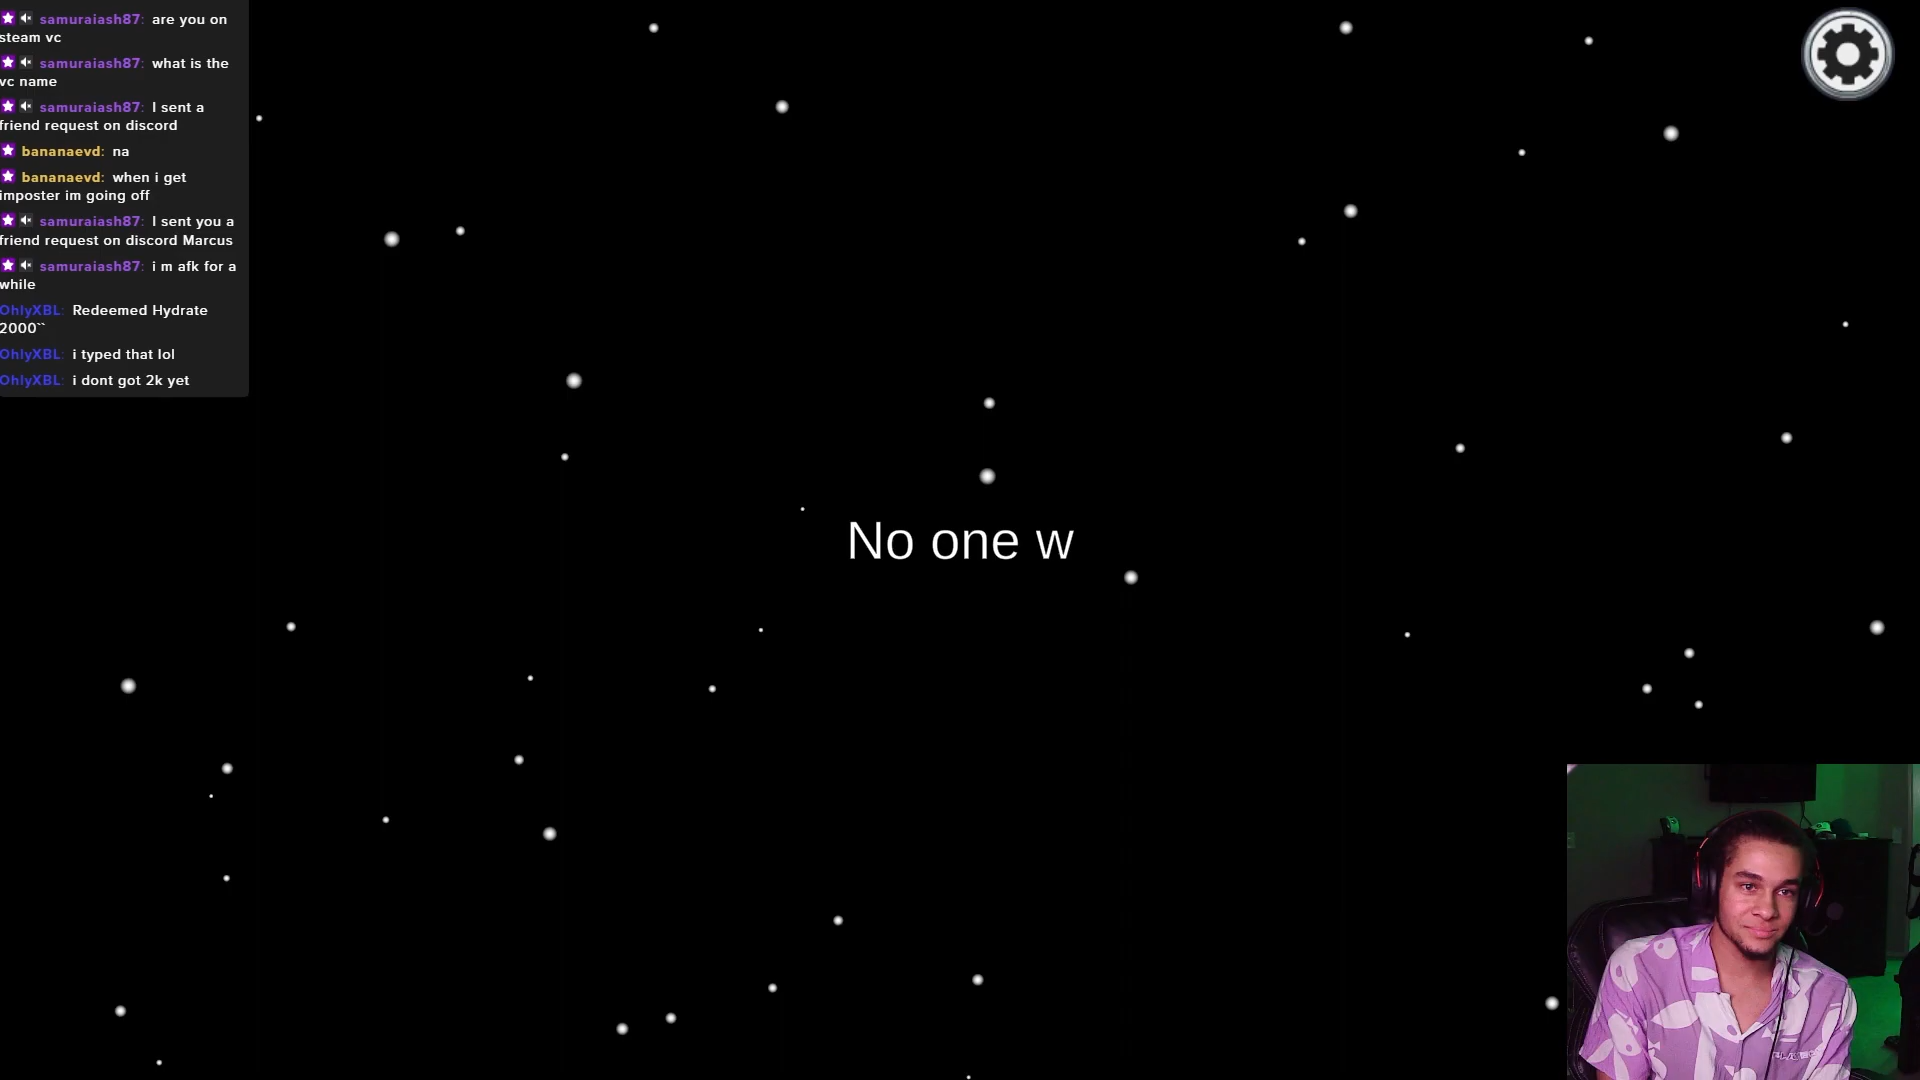 samuraiash87: are you on
steam vc
samuraiash87: what is the
vc name
samuraiash87: I sent a
friend request on discord
bananaevd: na
bananaevd: when i get
imposter im going off
samuraiash87: I sent you a
friend request on discord Marcus
samuraiash87: i m afk for a
while
OhlyXBL: Redeemed Hydrate
2000``
OhlyXBL: i typed that lol
OhlyXBL: i dont got 2k yet
No one w